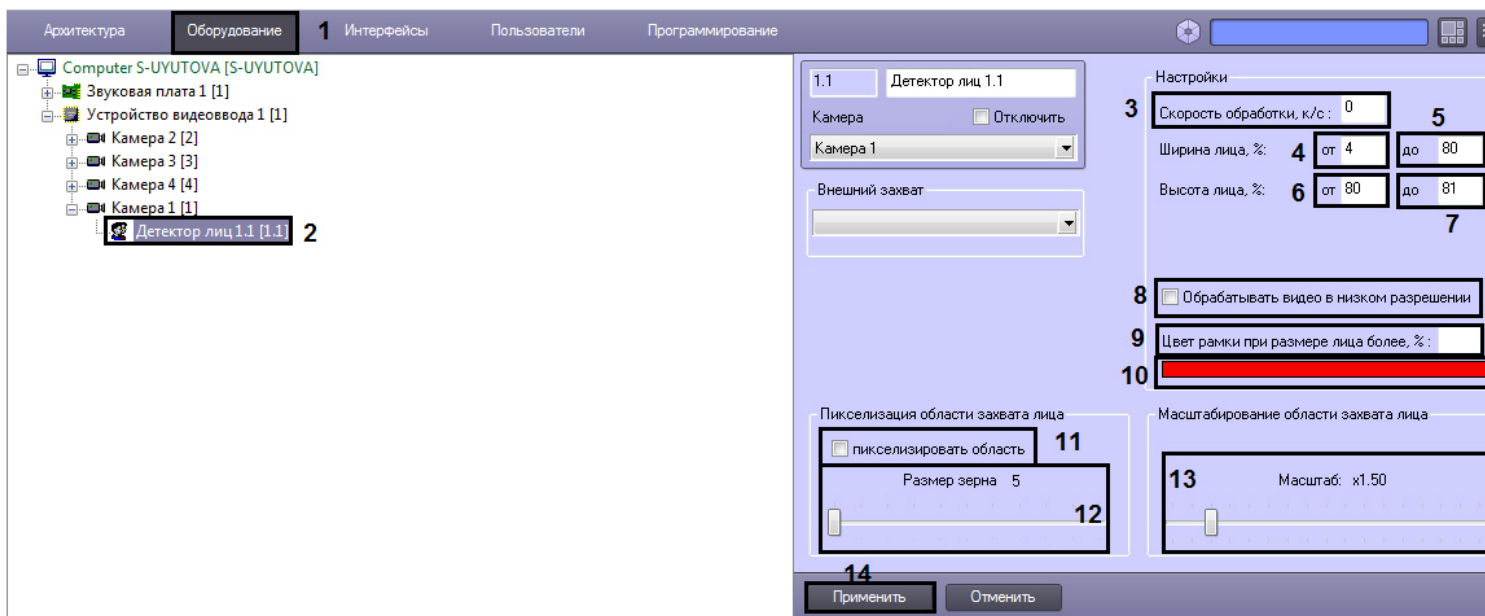 Архитектура Оборудование 1 Интерфейсы Пользователи Программирование
Computer S-UYUTOVA [S-UYUTOVA]
Звуковая плата 1 [1]
Устройство видеоввода 1 [1]
Камера 2 [2]
Камера 3 [3]
Камера 4 [4]
Камера 1 [1]
Детектор лиц 1.1 [1.1] 2
1.1 Детектор лиц 1.1
Камера Отключить
Камера 1
Внешний захват
Настройки
3 Скорость обработки, к/с : 0
5
Ширина лица, %: 4 от 4 до 80
Высота лица, %: 6 от 80 до 81
7
8 Обрабатывать видео в низком разрешении
9 Цвет рамки при размере лица более, % :
10
Пикселизация области захвата лица
пикселизировать область 11
Размер зерна 5
12
Масштабирование области захвата лица
13 Масштаб: x1.50
14
Применить Отменить